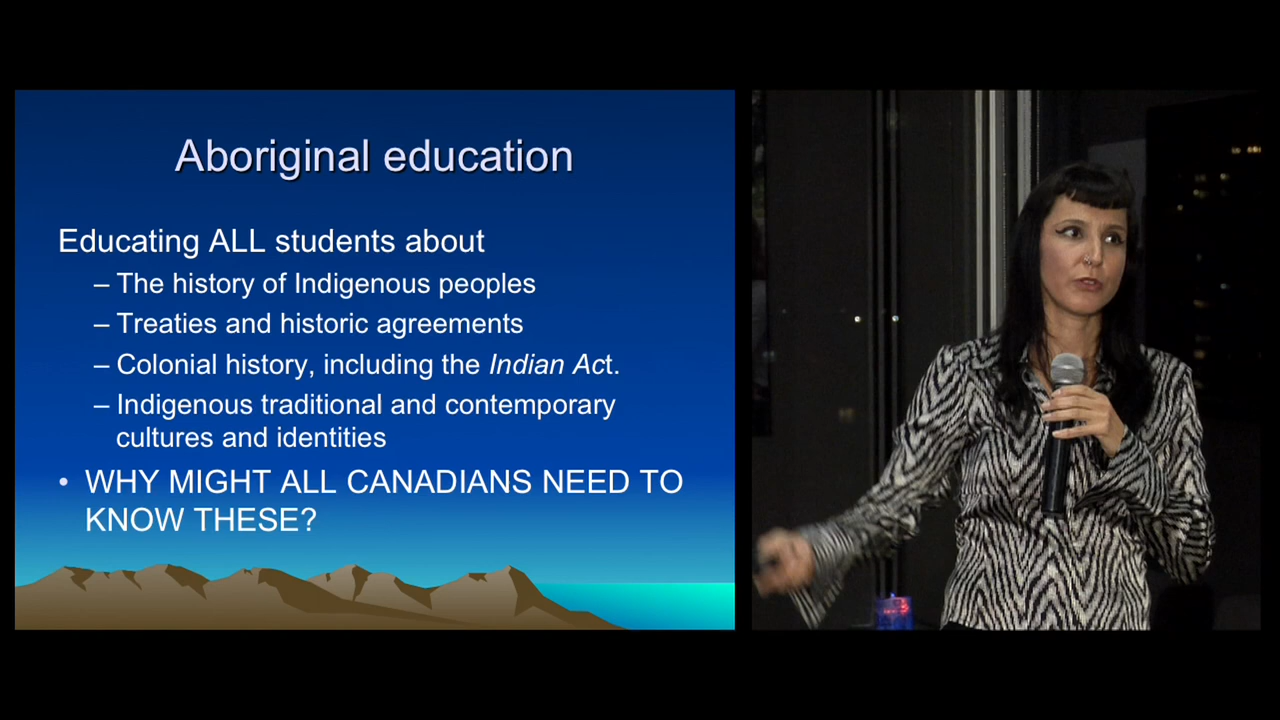 Aboriginal education
Educating ALL students about
– The history of Indigenous peoples
– Treaties and historic agreements
– Colonial history, including the Indian Act.
– Indigenous traditional and contemporary
cultures and identities
• WHY MIGHT ALL CANADIANS NEED TO
KNOW THESE?